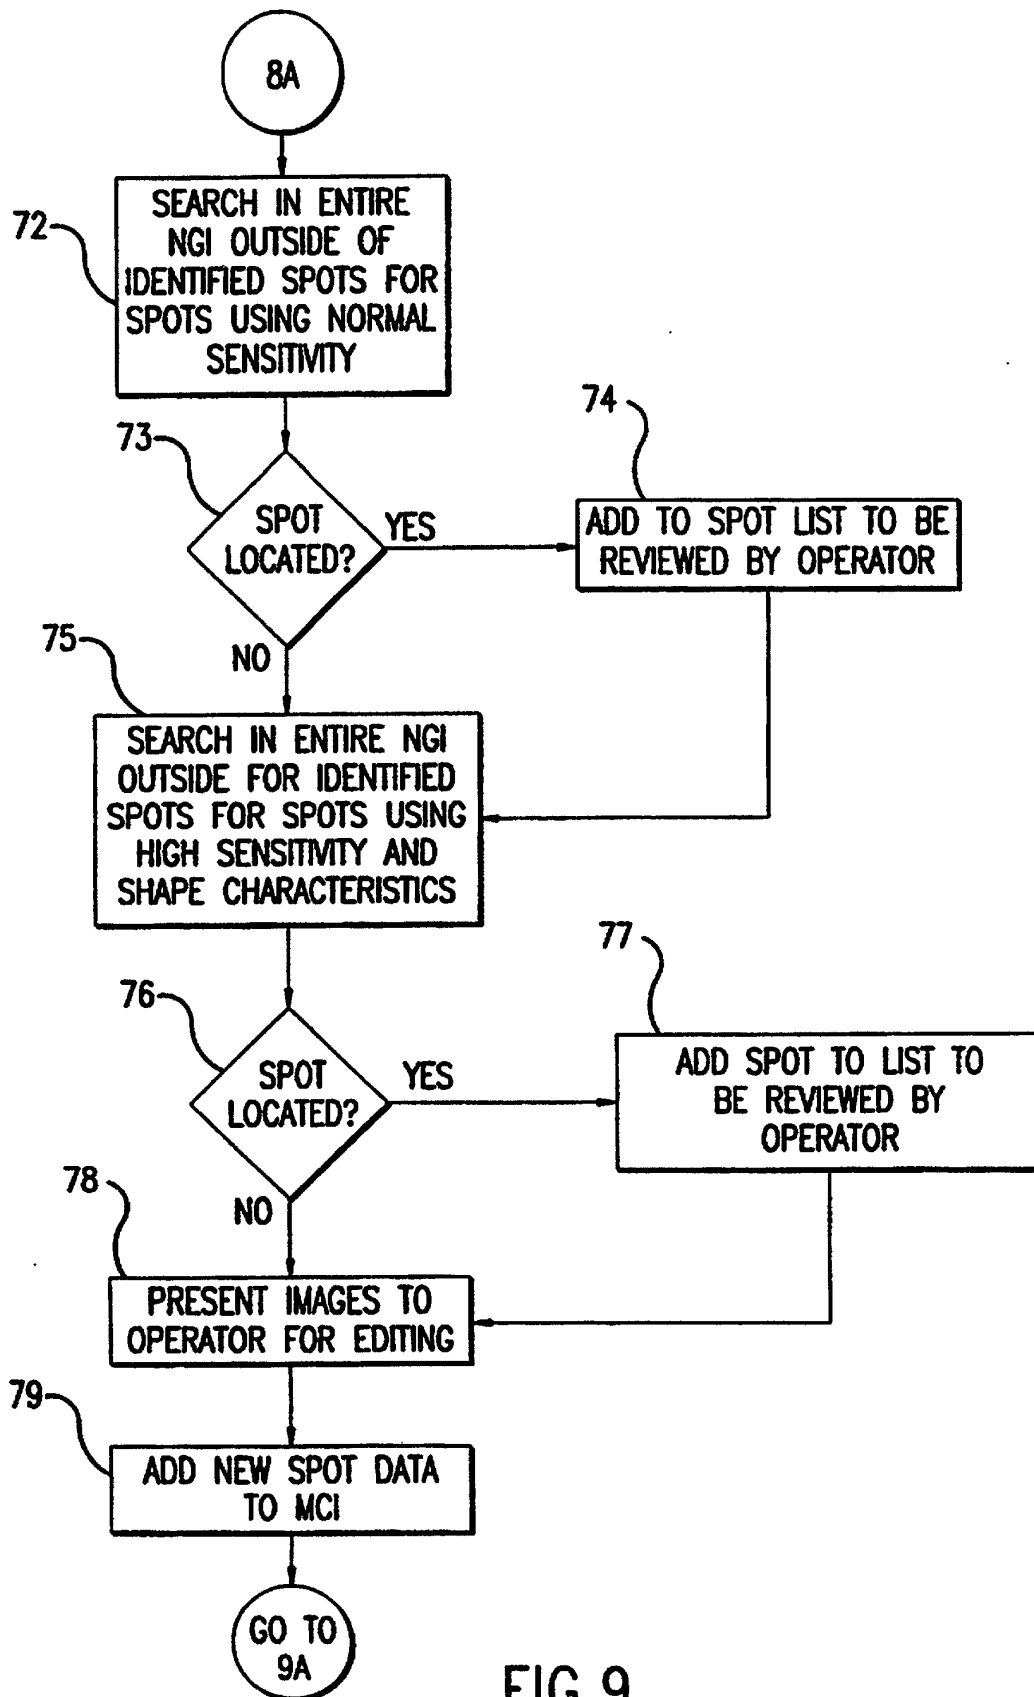 8A
72
SEARCH IN ENTIRE
NGI OUTSIDE OF
IDENTIFIED SPOTS FOR
SPOTS USING NORMAL
SENSITIVITY
73
SPOT
LOCATED?
YES
74
ADD TO SPOT LIST TO BE
REVIEWED BY OPERATOR
NO
75
SEARCH IN ENTIRE NGI
OUTSIDE FOR IDENTIFIED
SPOTS FOR SPOTS USING
HIGH SENSITIVITY AND
SHAPE CHARACTERISTICS
76
SPOT
LOCATED?
YES
77
ADD SPOT TO LIST TO
BE REVIEWED BY
OPERATOR
NO
78
PRESENT IMAGES TO
OPERATOR FOR EDITING
79
ADD NEW SPOT DATA
TO MCI
GO TO
9A
FIG.9